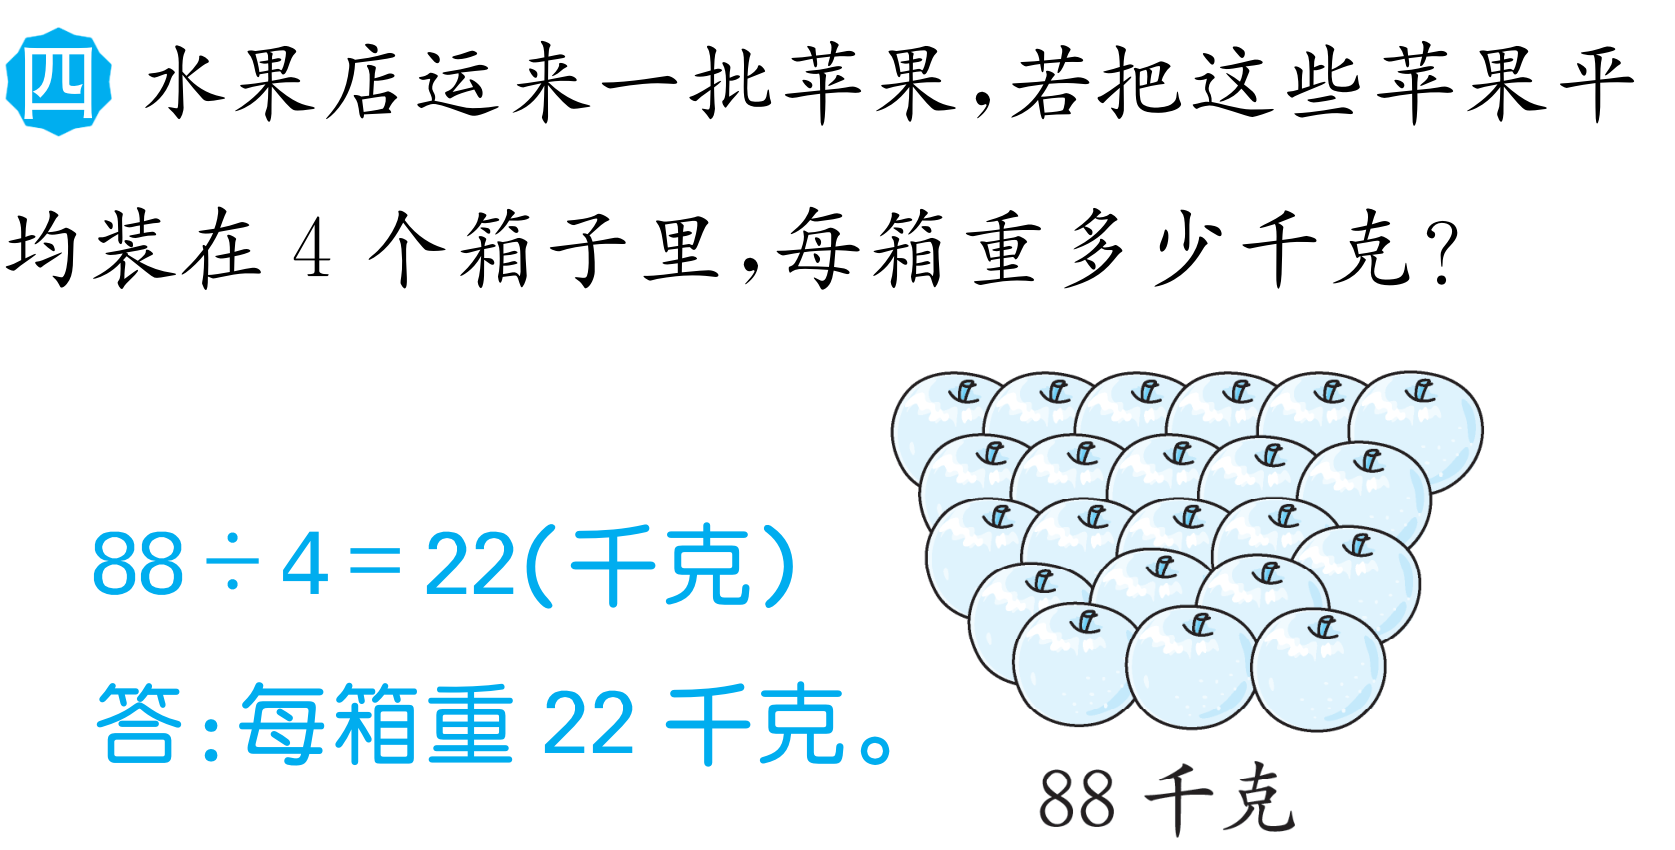 四 水果店运来一批苹果,若把这些苹果平
均装在 4 个箱子里,每箱重多少千克?
88÷4=22(千克)
答:每箱重 22 千克。
88 千克